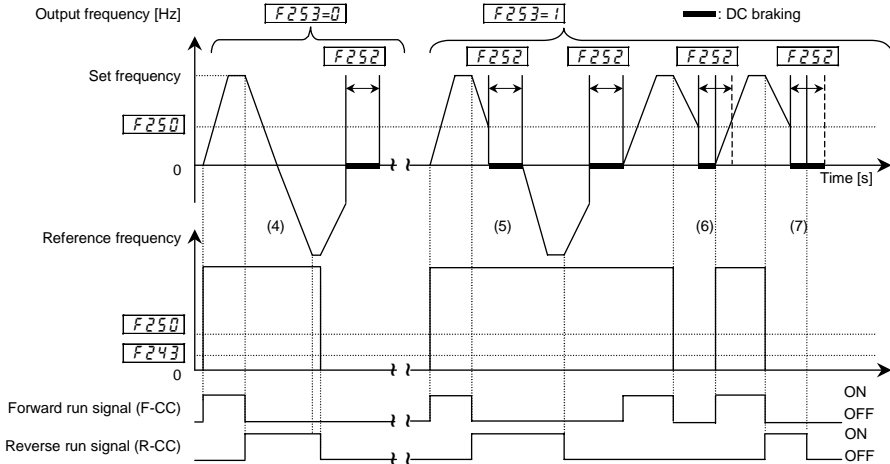 Output frequency [Hz]
F253=0
F253=1
: DC braking
F252
F252
F252
F252
F252
Set frequency
F250
0
Time [s]
(4)
(5)
(6)
(7)
Reference frequency
F250
F243
0
Forward run signal (F-CC)
ON
OFF
Reverse run signal (R-CC)
ON
OFF